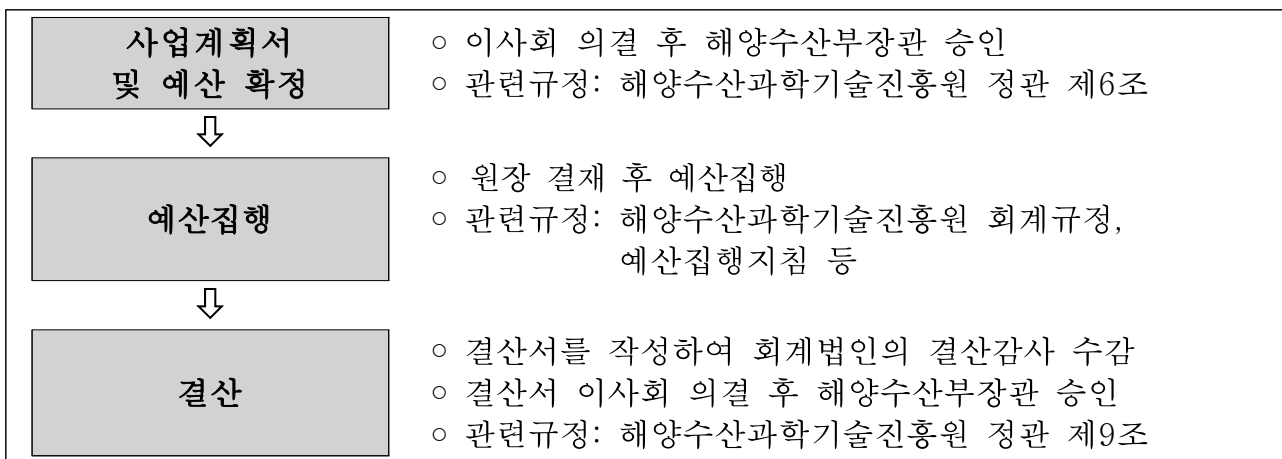 사업계획서
및 예산 확정
○ 이사회 의결 후 해양수산부장관 승인
○ 관련규정: 해양수산과학기술진흥원 정관 제6조
⇩
예산집행
○ 원장 결재 후 예산집행
○ 관련규정: 해양수산과학기술진흥원 회계규정,
예산집행지침 등
⇩
결산
○ 결산서를 작성하여 회계법인의 결산감사 수감
○ 결산서 이사회 의결 후 해양수산부장관 승인
○ 관련규정: 해양수산과학기술진흥원 정관 제9조